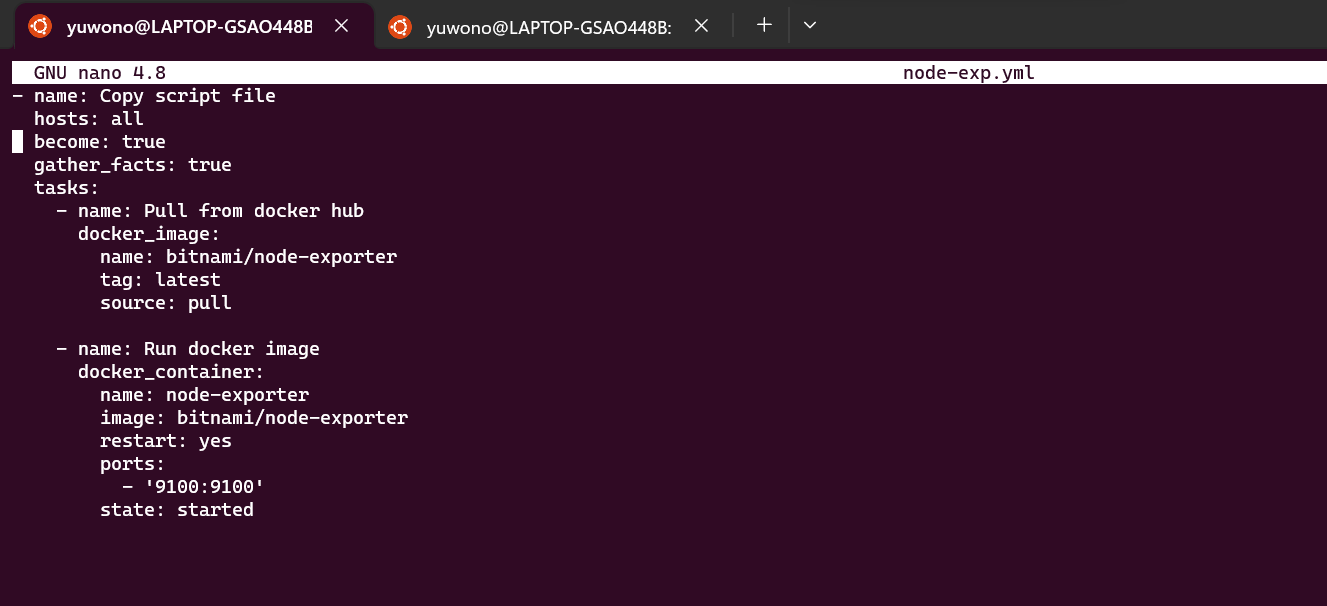 yuwono@LAPTOP-GSAO448B
yuwono@LAPTOP-GSAO448B:
GNU nano 4.8 node-exp.yml
- name: Copy script file
  hosts: all
  become: true
  gather_facts: true
  tasks:
    - name: Pull from docker hub
      docker_image:
        name: bitnami/node-exporter
        tag: latest
        source: pull

    - name: Run docker image
      docker_container:
        name: node-exporter
        image: bitnami/node-exporter
        restart: yes
        ports:
          - '9100:9100'
        state: started